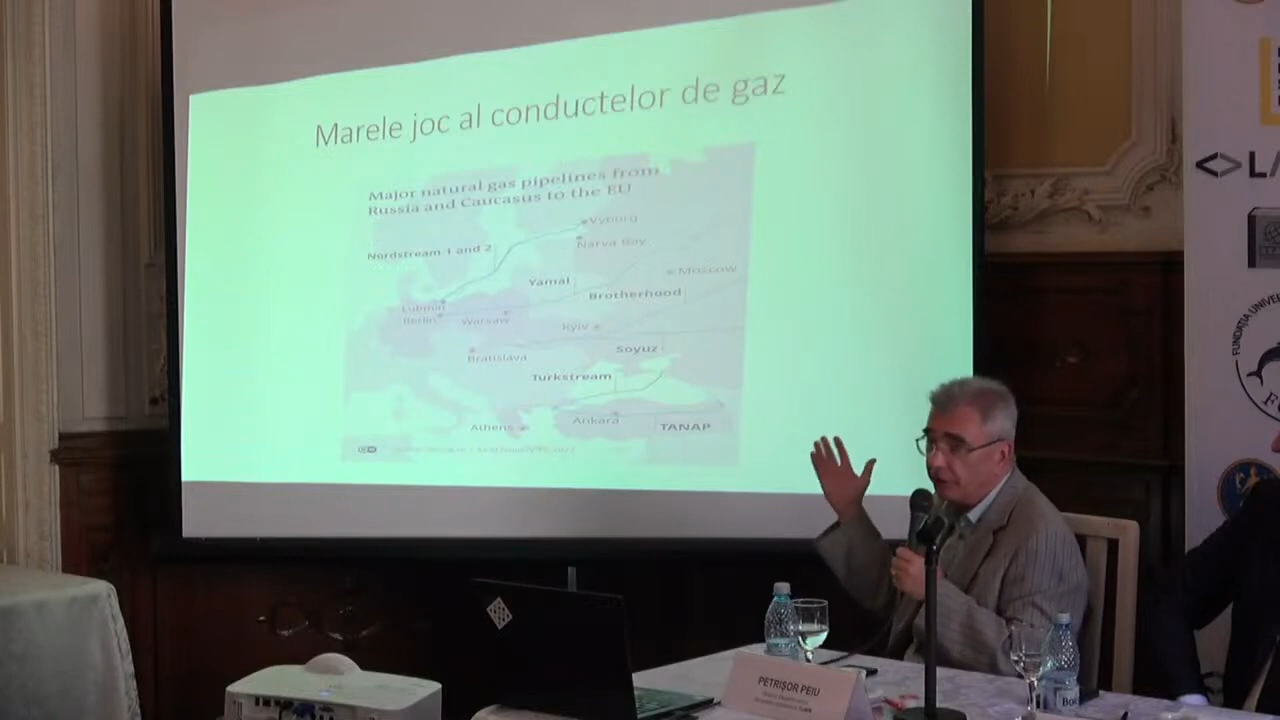 Marele joc al conductelor de gaz
Major natural gas pipelines from
Russia and Caucasus to the EU
Vyborg
Nordstream 1 and 2
Narva Bay
Moscow
Yamal
Brotherhood
Lubmin
Berlin
Warsaw
Kyiv
Bratislava
Soyuz
Turkstream
Ankara
Athens
TANAP
PETRIȘOR PEIU
FUNDAȚIA UNIVER